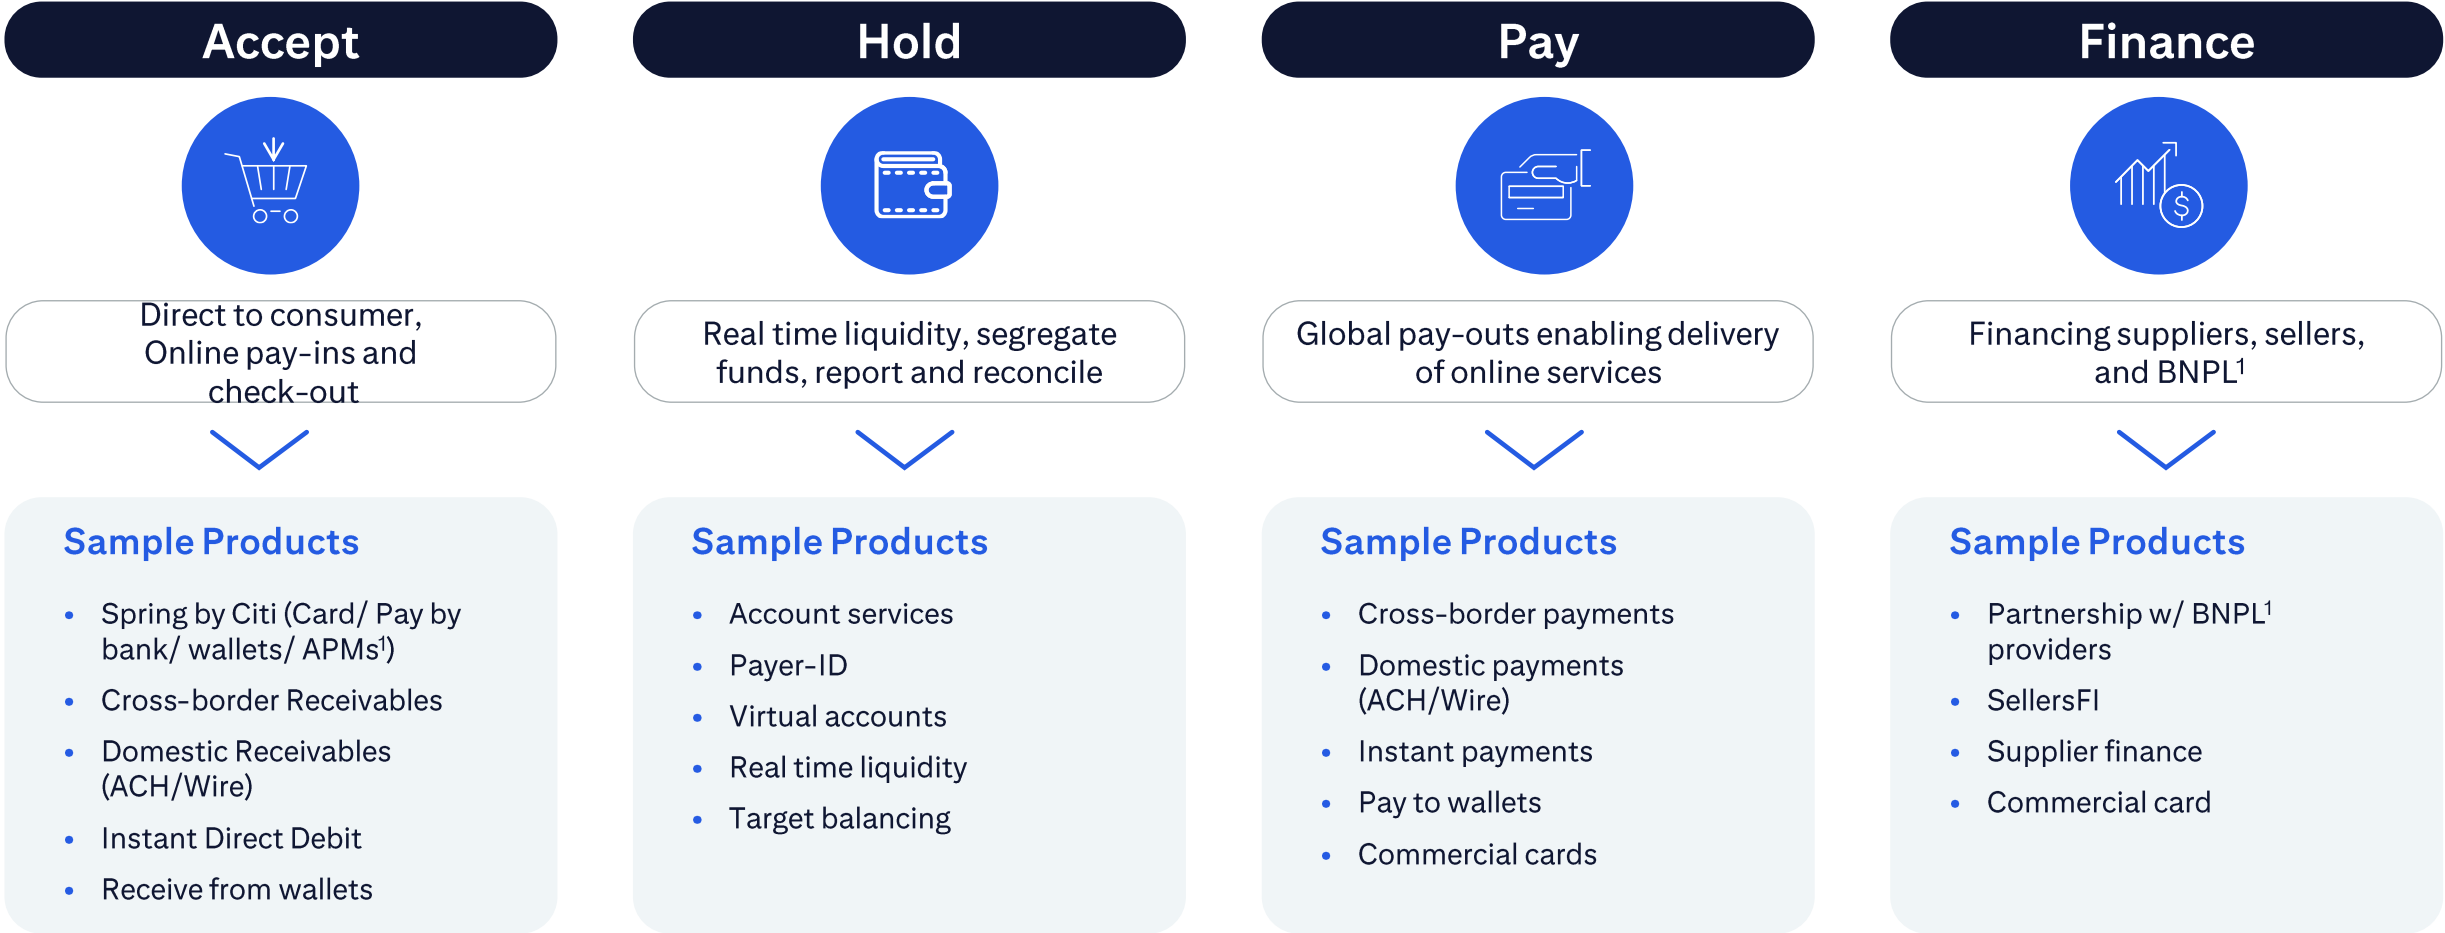 Accept
Direct to consumer,
Online pay-ins and
check-out
Sample Products
• Spring by Citi (Card/ Pay by
bank/ wallets/ APMs¹)
• Cross-border Receivables
• Domestic Receivables
(ACH/Wire)
• Instant Direct Debit
• Receive from wallets
Hold
Real time liquidity, segregate
funds, report and reconcile
Sample Products
• Account services
• Payer-ID
• Virtual accounts
• Real time liquidity
• Target balancing
Pay
Global pay-outs enabling delivery
of online services
Sample Products
• Cross-border payments
• Domestic payments
(ACH/Wire)
• Instant payments
• Pay to wallets
• Commercial cards
Finance
$
Financing suppliers, sellers,
and BNPL¹
Sample Products
• Partnership w/ BNPL¹
providers
• SellersFI
• Supplier finance
• Commercial card